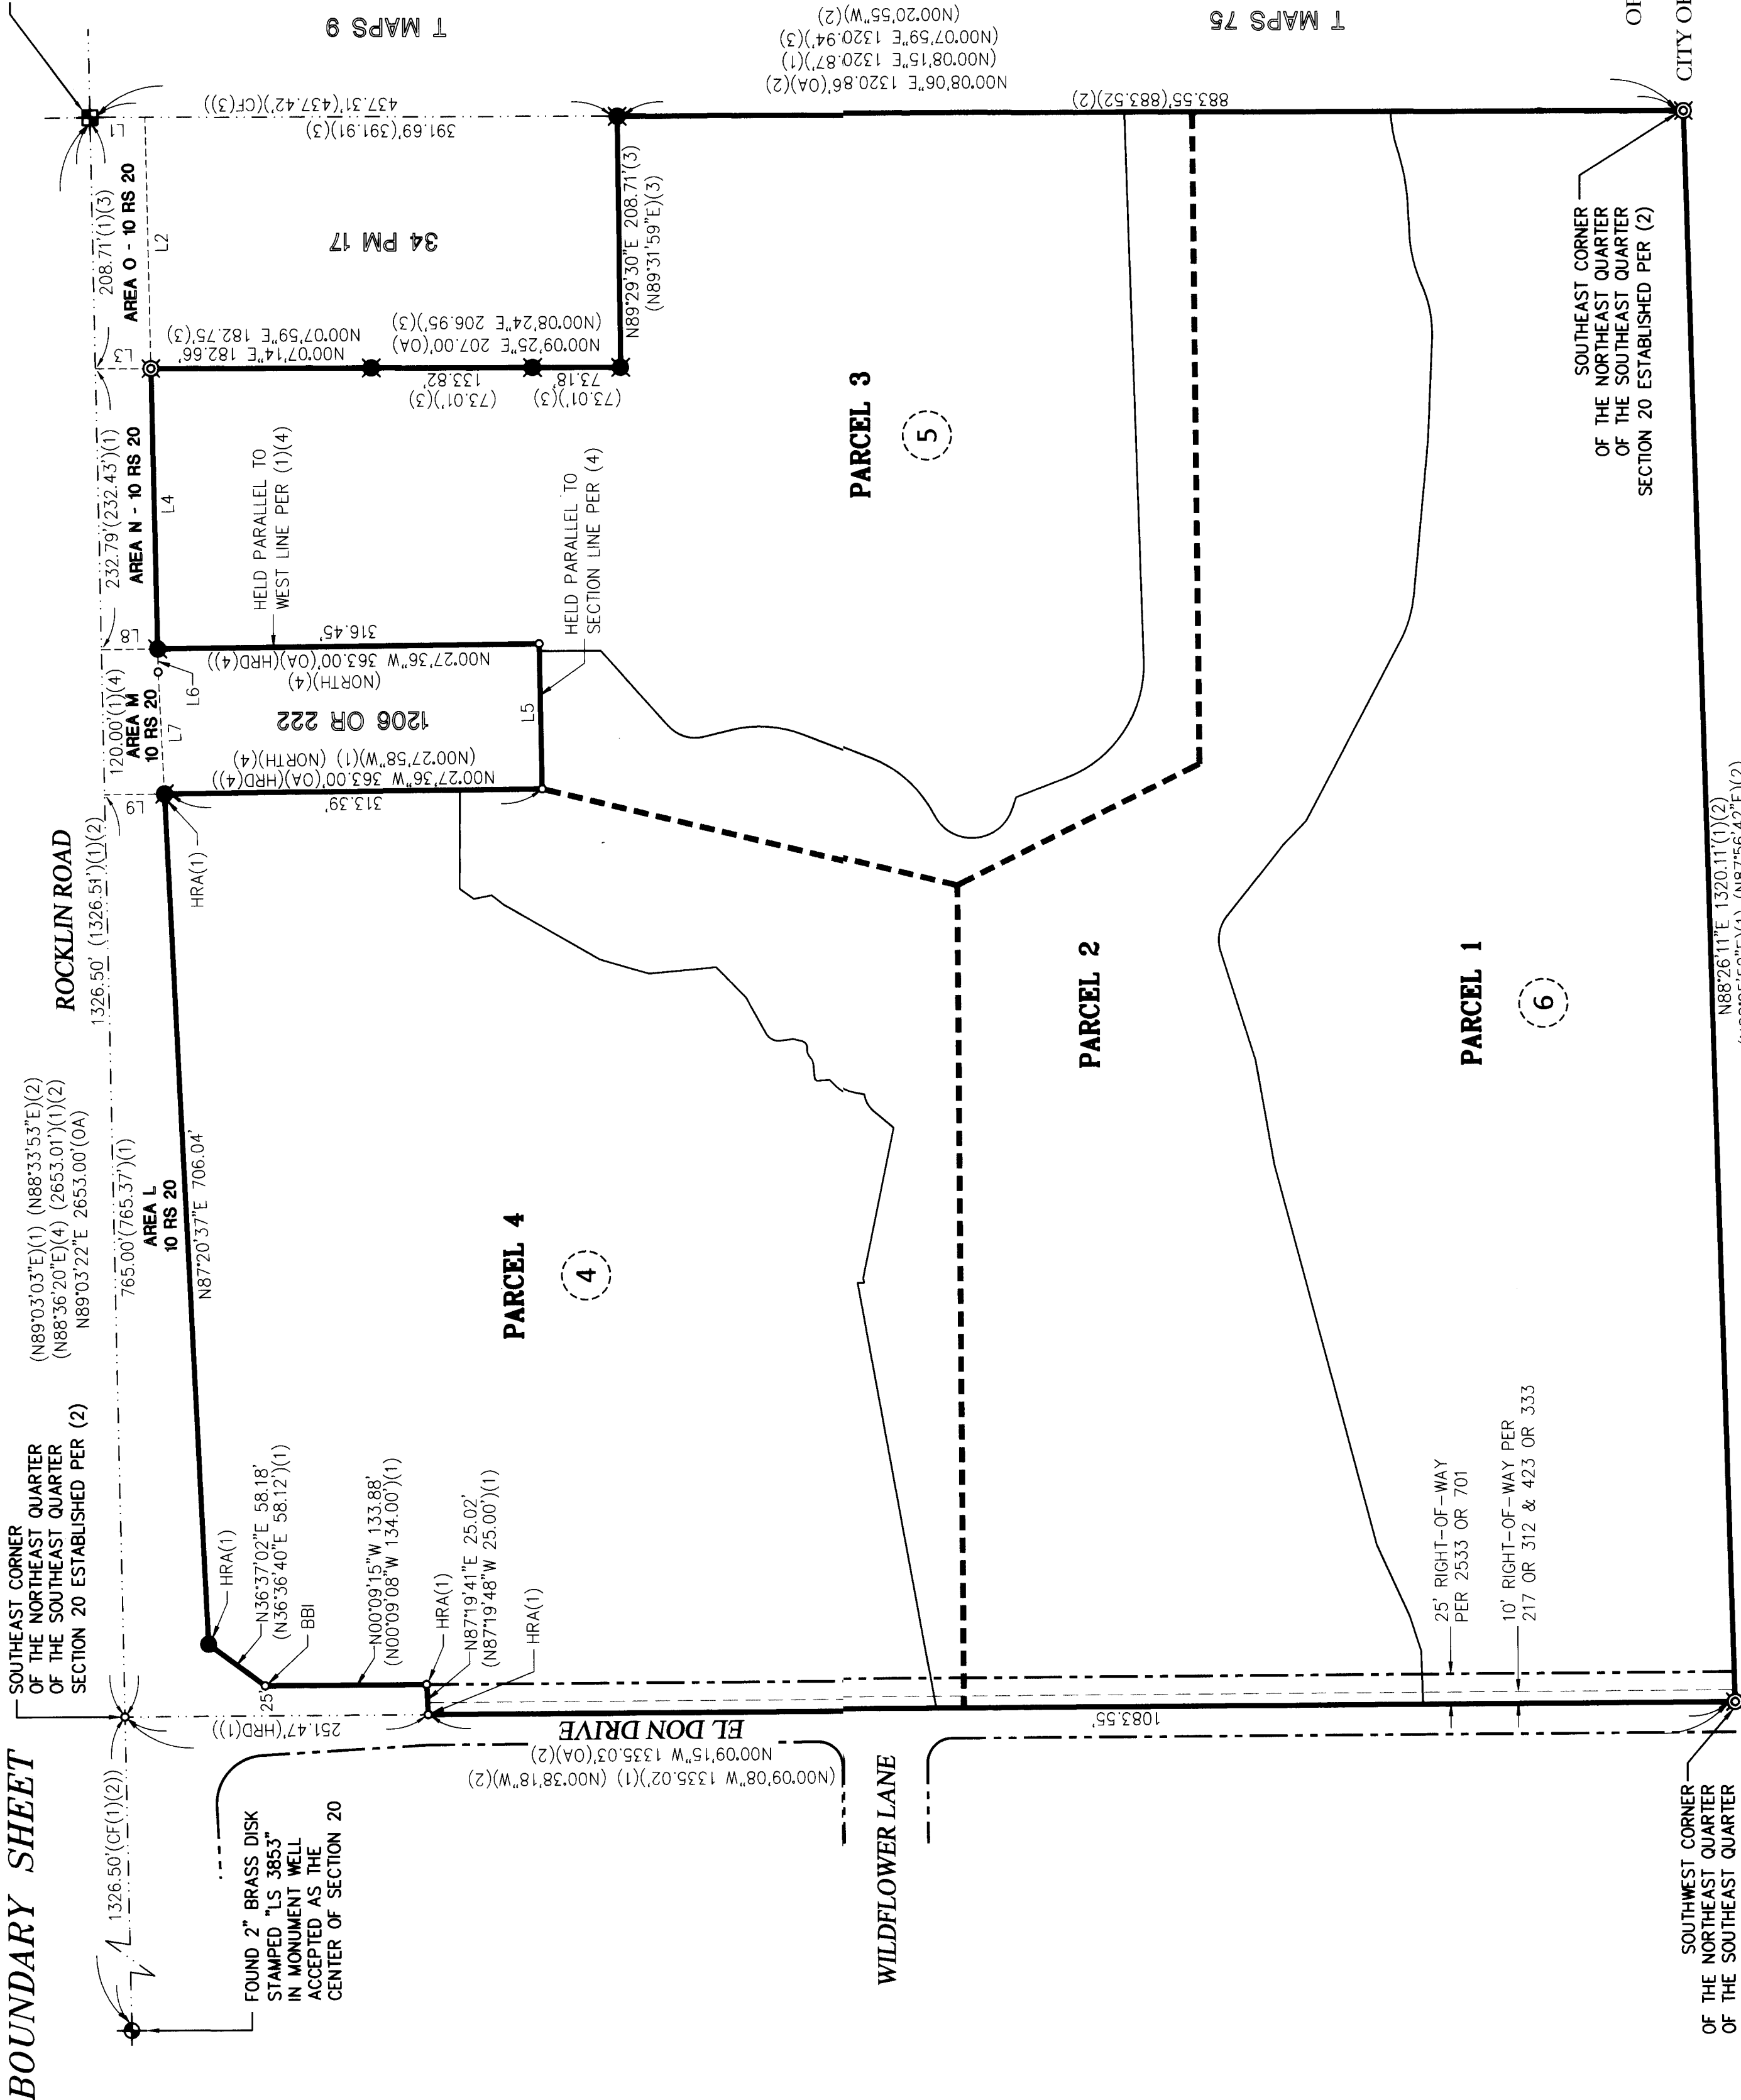 BOUNDARY SHEET
SOUTHEAST CORNER
OF THE NORTHEAST QUARTER
OF THE SOUTHEAST QUARTER
SECTION 20 ESTABLISHED PER (2)
(N89°03'03"E)(1) (N88°33'53"E)(2)
(N88°36'20"E)(4) (2653.01')(1)(2)
N89°03'22"E 2653.00'(OA)
ROCKLIN ROAD
1326.50'(CF(1)(2))
1326.50' (1326.51')(1)(2)
765.00'(765.37')(1)
AREA L
10 RS 20
120.00'(1)(4)
AREA M
10 RS 20
232.79'(232.43')(1)
AREA N - 10 RS 20
208.71'(1)(3)
AREA O - 10 RS 20
L1
L2
L3
L4
L5
L6
L7
L8
L9
N87°20'37"E 706.04'
HRA(1)
HRA(1)
N36°37'02"E 58.18'
(N36°36'40"E 58.12')(1)
BBI
25'
N00°09'15"W 133.88'
(N00°09'08"W 134.00')(1)
HRA(1)
N87°19'41"E 25.02'
(N87°19'48"W 25.00')(1)
HRA(1)
251.47'(HRD(1))
FOUND 2" BRASS DISK
STAMPED "LS 3853"
IN MONUMENT WELL
ACCEPTED AS THE
CENTER OF SECTION 20
EL DON DRIVE
N00°09'15"W 1335.03'(OA)(2)
(N00°09'08"W 1335.02')(1) (N00°38'18"W)(2)
WILDFLOWER LANE
1083.55'
313.39'
N00°27'36"W 363.00'(OA)(HRD(4))
(N00°27'58"W)(1) (NORTH)(4)
1206 OR 222
(NORTH)(4)
N00°27'36"W 363.00'(OA)(HRD(4))
316.45'
HELD PARALLEL TO
WEST LINE PER (1)(4)
HELD PARALLEL TO
SECTION LINE PER (4)
N00°07'14"E 182.66'
N00°07'59"E 182.75'(3)
N00°09'25"E 207.00'(OA)
(N00°08'24"E 206.95')(3)
133.82'
(73.01')(3)
73.18'
(73.01')(3)
34 PM 17
391.69'(391.91)(3)
437.31'(437.42')(CF(3))
N89°29'30"E 208.71'(3)
(N89°31'59"E)(3)
T MAPS 9
N00°08'06"E 1320.86'(OA)(2)
(N00°08'15"E 1320.87')(1)
(N00°07'59"E 1320.94')(3)
(N00°20'55"W)(2)
883.55'(883.52)(2)
T MAPS 75
PARCEL 4
4
PARCEL 3
5
PARCEL 2
PARCEL 1
6
25' RIGHT-OF-WAY
PER 2533 OR 701
10' RIGHT-OF-WAY PER
217 OR 312 & 423 OR 333
SOUTHEAST CORNER
OF THE NORTHEAST QUARTER
OF THE SOUTHEAST QUARTER
SECTION 20 ESTABLISHED PER (2)
CITY OF
N88°26'11"E 1320.11'(1)(2)
SOUTHWEST CORNER
OF THE NORTHEAST QUARTER
OF THE SOUTHEAST QUARTER